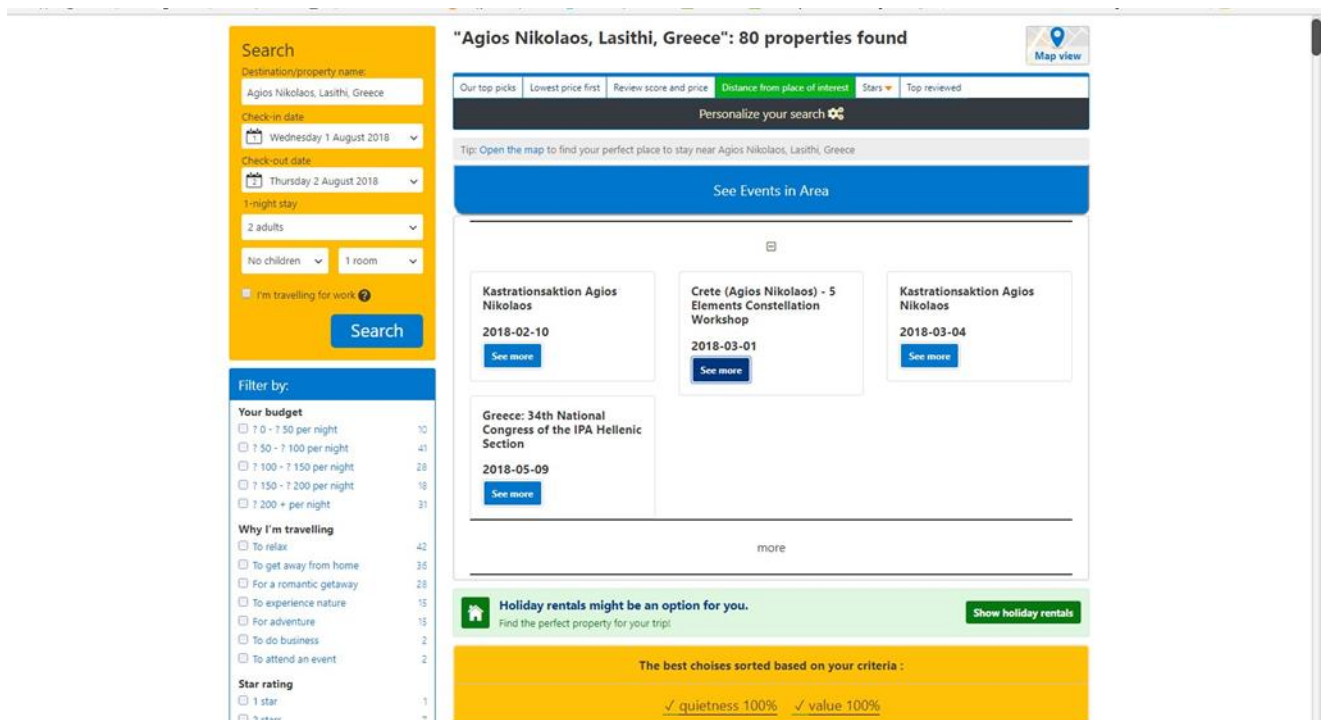 Search
Destination/property name:
Agios Nikolaos, Lasithi, Greece
Check-in date
1 Wednesday 1 August 2018
Check-out date
2 Thursday 2 August 2018
1-night stay
2 adults
No children 1 room
I'm travelling for work ?
Search
Filter by:
Your budget
? 0 - ? 50 per night 10
? 50 - ? 100 per night 41
? 100 - ? 150 per night 28
? 150 - ? 200 per night 18
? 200 + per night 31
Why I'm travelling
To relax 42
To get away from home 36
For a romantic getaway 28
To experience nature 15
For adventure 15
To do business 2
To attend an event 2
Star rating
1 star 1
2 stars 7
"Agios Nikolaos, Lasithi, Greece": 80 properties found
Map view
Our top picks Lowest price first Review score and price Distance from place of interest Stars Top reviewed
Personalize your search
Tip: Open the map to find your perfect place to stay near Agios Nikolaos, Lasithi, Greece
See Events in Area
Kastrationsaktion Agios
Nikolaos
2018-02-10
See more
Crete (Agios Nikolaos) - 5
Elements Constellation
Workshop
2018-03-01
See more
Kastrationsaktion Agios
Nikolaos
2018-03-04
See more
Greece: 34th National
Congress of the IPA Hellenic
Section
2018-05-09
See more
more
Holiday rentals might be an option for you.
Find the perfect property for your trip!
Show holiday rentals
The best choises sorted based on your criteria :
√ quietness 100% √ value 100%